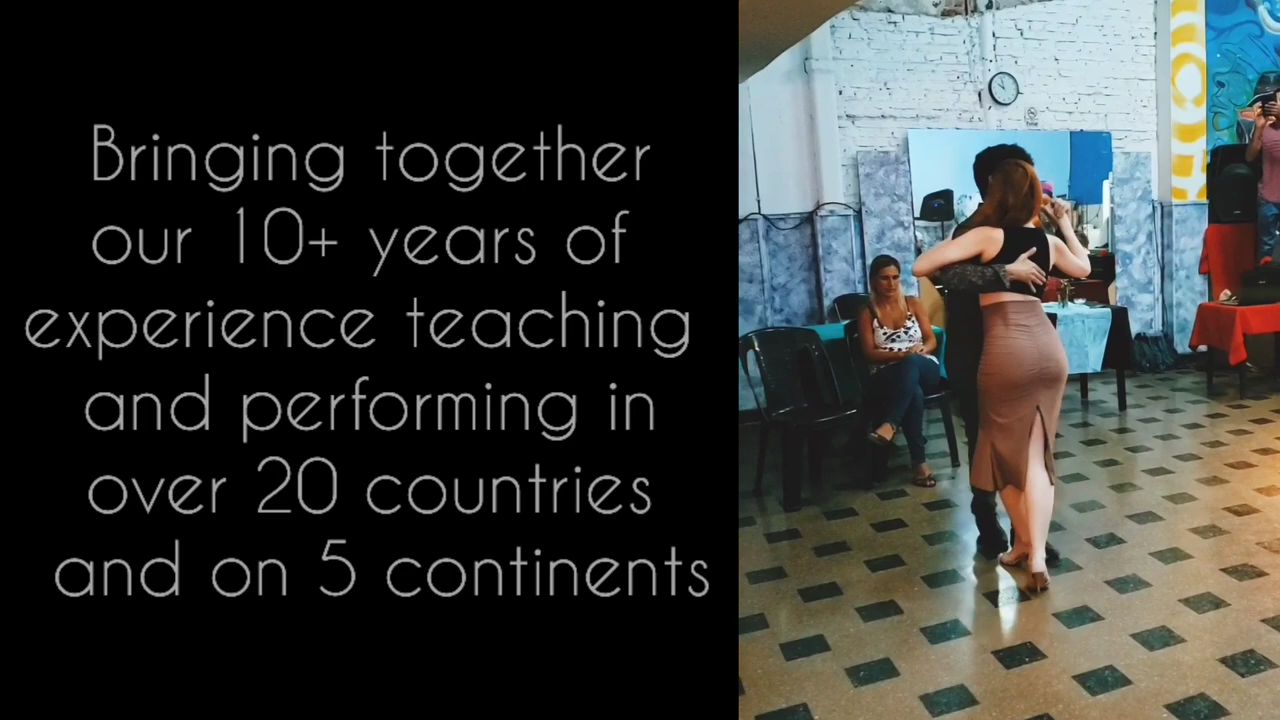 Bringing together
our 10+ years of
experience teaching
and performing in
over 20 countries
and on 5 continents